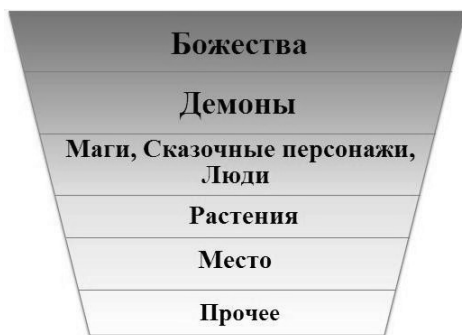 Божества
Демоны
Маги, Сказочные персонажи,
Люди
Растения
Место
Прочее